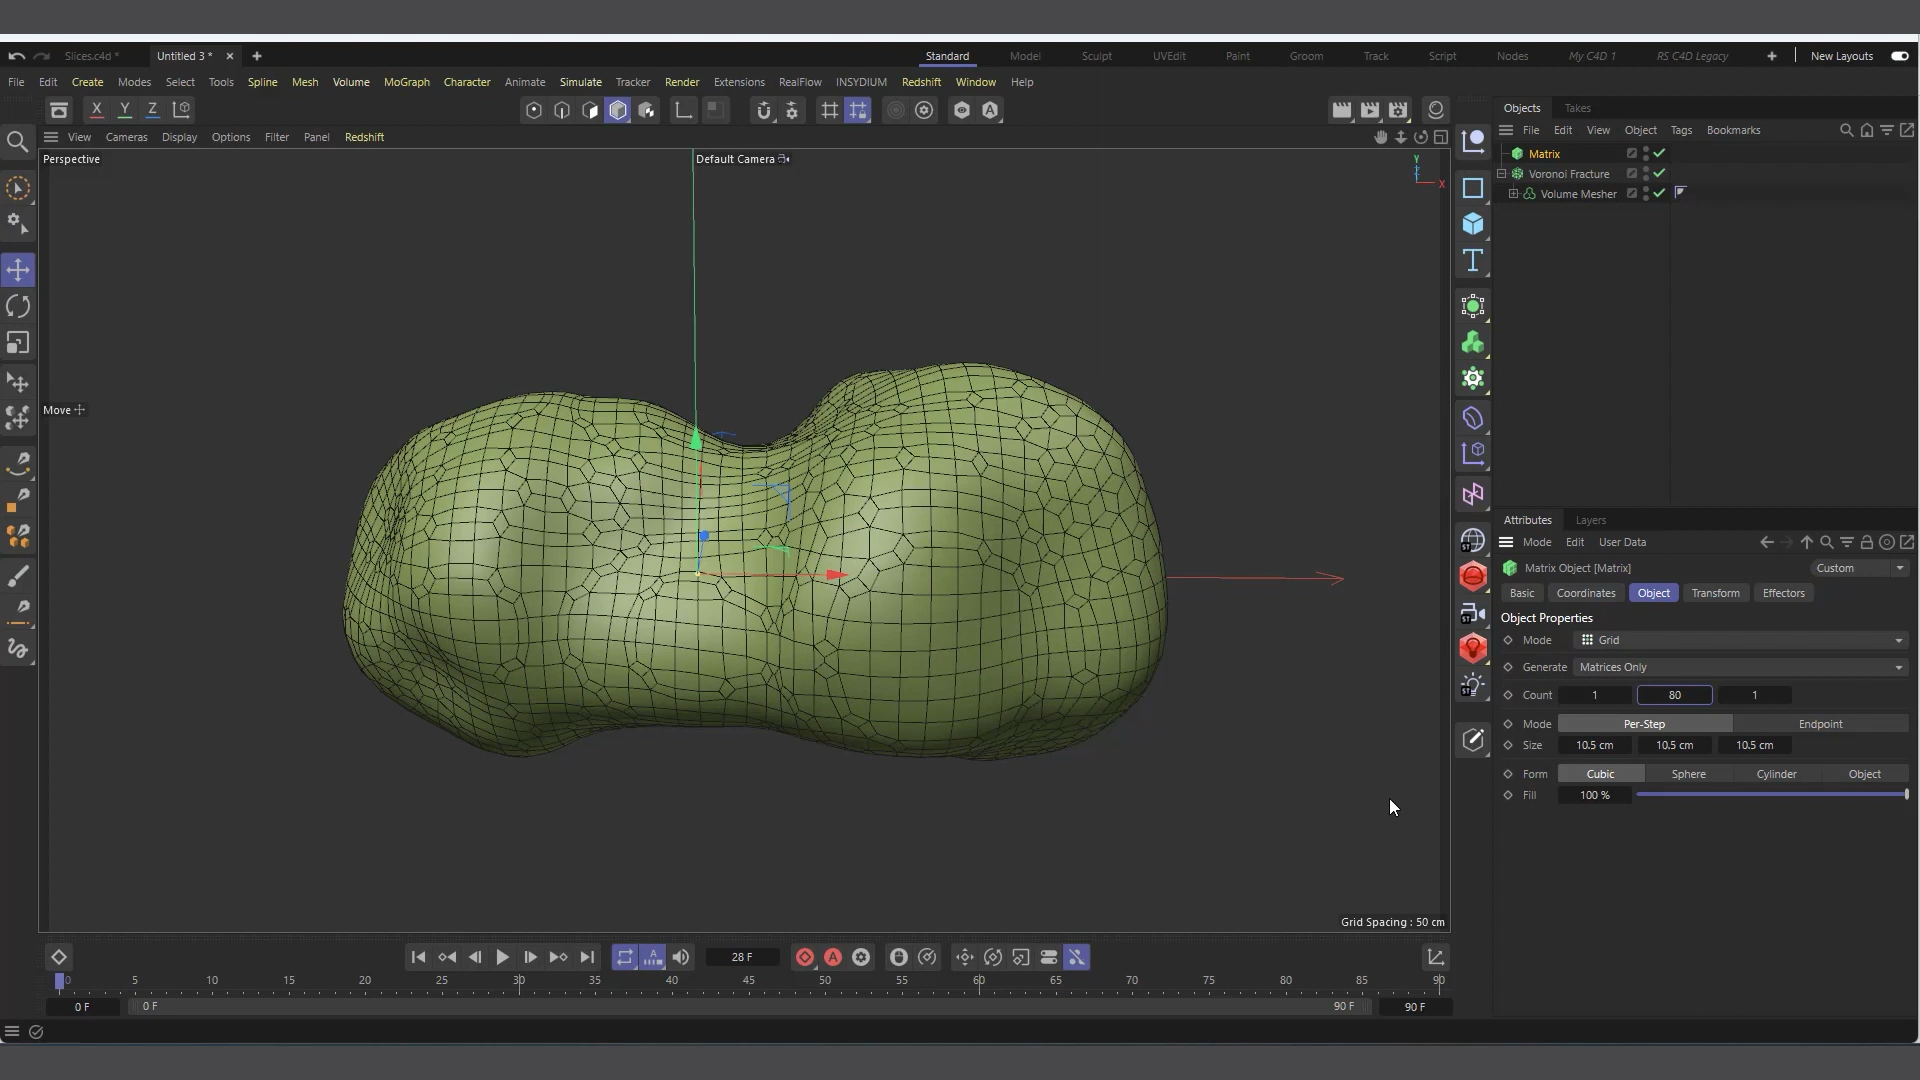 Slices.c4d * Untitled 3 * Standard Model Sculpt UVEdit Paint Groom Track Script Nodes My C4D 1 RS C4D Legacy New Layouts
File Edit Create Modes Select Tools Spline Mesh Volume MoGraph Character Animate Simulate Tracker Render Extensions RealFlow INSYDIUM Redshift Window Help
X Y Z
Objects Takes
View Cameras Display Options Filter Panel Redshift
File Edit View Object Tags Bookmarks
Perspective Default Camera
Y
Z
X
Matrix
Voronoi Fracture
Volume Mesher
Move
Attributes Layers
Mode Edit User Data
Matrix Object [Matrix] Custom
Basic Coordinates Object Transform Effectors
Object Properties
Mode Grid
Generate Matrices Only
Count 1 80 1
Mode Per-Step Endpoint
Size 10.5 cm 10.5 cm 10.5 cm
Form Cubic Sphere Cylinder Object
Fill 100 %
Grid Spacing : 50 cm
28 F
0 5 10 15 20 25 30 35 40 45 50 55 60 65 70 75 80 85 90
0 F 0 F 90 F 90 F